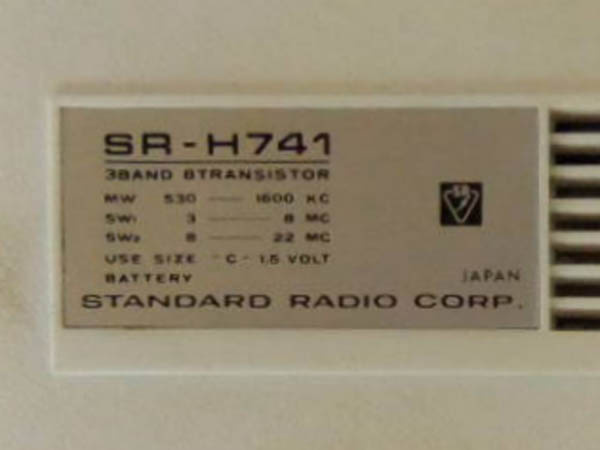 SR-H741
3BAND 8TRANSISTOR
MW 530 — 1600 KC
SW1 3 — 8 MC
SW2 8 — 22 MC
USE SIZE "C" 1.5 VOLT
BATTERY
SR
JAPAN
STANDARD RADIO CORP.